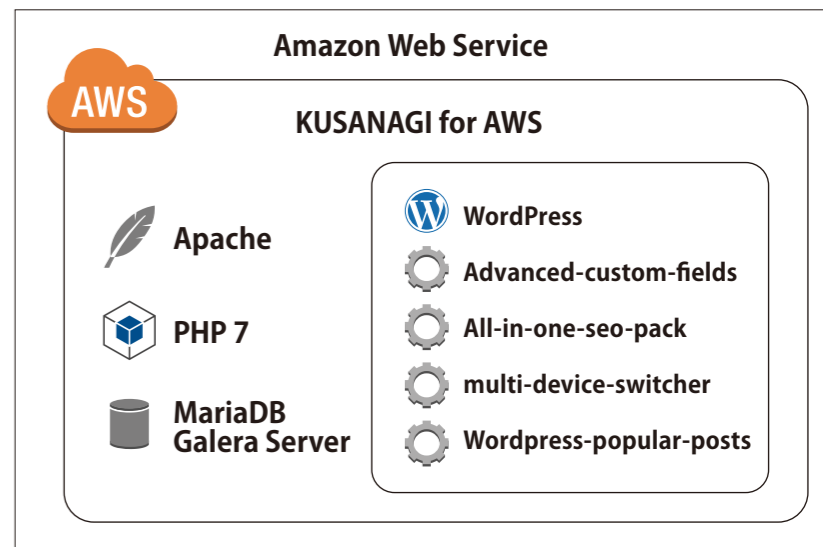 Amazon Web Service
AWS
KUSANAGI for AWS
Apache
PHP 7
MariaDB
Galera Server
WordPress
Advanced-custom-fields
All-in-one-seo-pack
multi-device-switcher
Wordpress-popular-posts